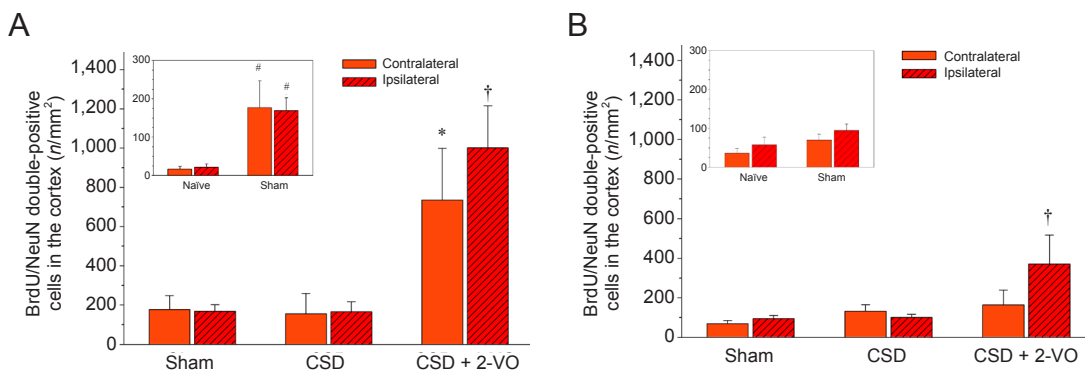 A
BrdU/NeuN double-positive
cells in the cortex (n/mm²)
1,400
1,200
1,000
800
600
400
200
0
300
200
100
0
#
#
Naïve
Sham
Contralateral
Ipsilateral
*
†
Sham
CSD
CSD + 2-VO
B
BrdU/NeuN double-positive
cells in the cortex (n/mm²)
1,400
1,200
1,000
800
600
400
200
0
300
200
100
0
Naïve
Sham
Contralateral
Ipsilateral
†
Sham
CSD
CSD + 2-VO